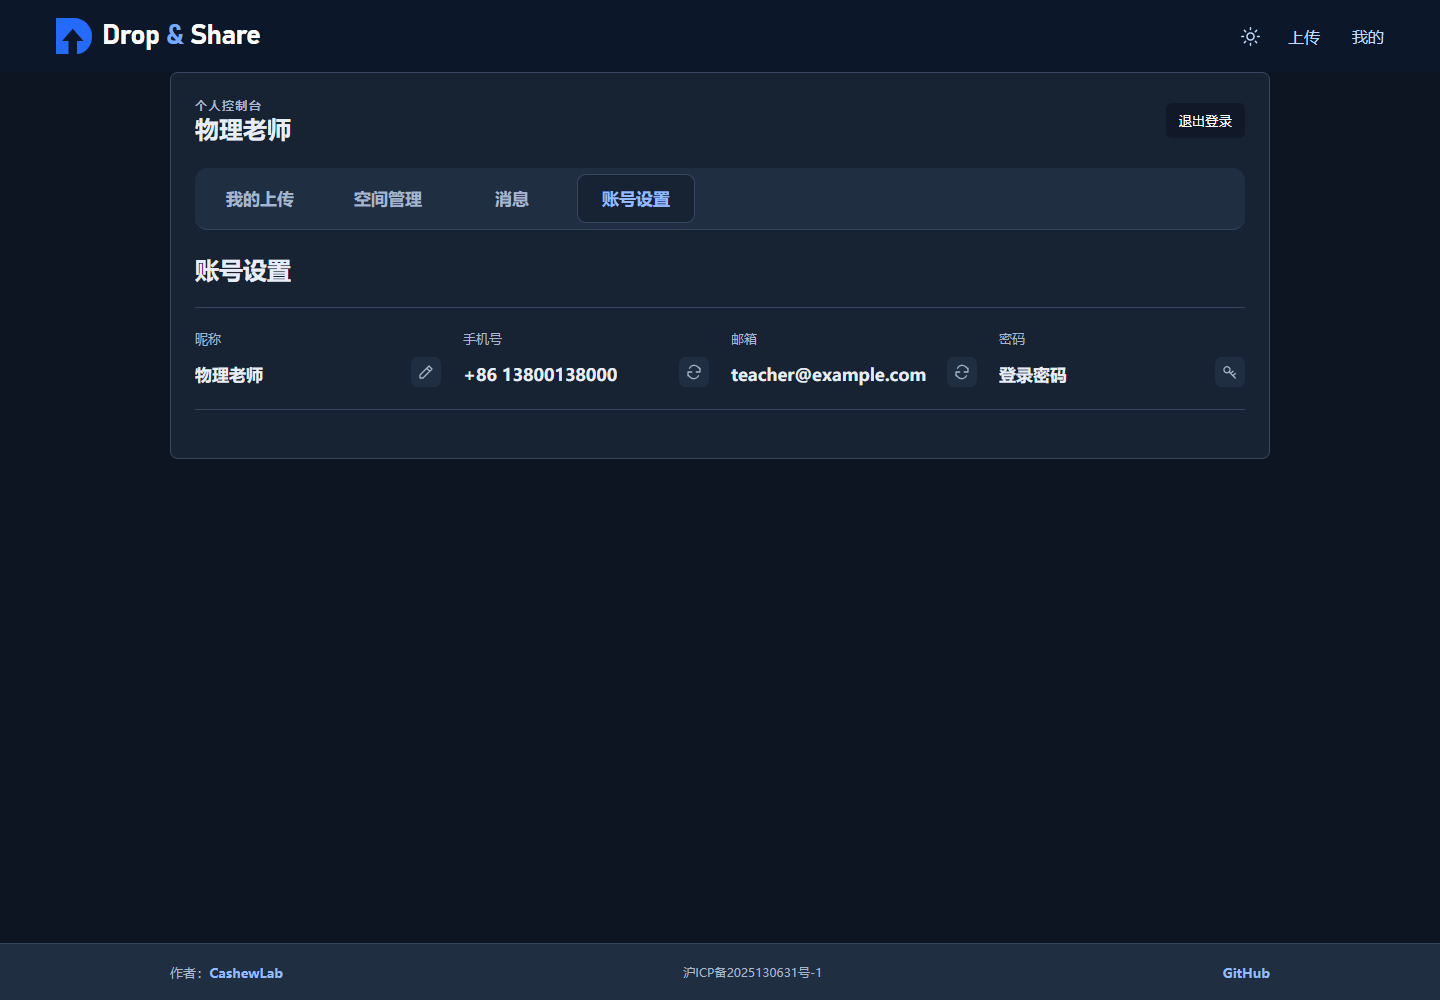 Drop & Share
上传
我的
个人控制台
物理老师
退出登录
我的上传
空间管理
消息
账号设置
账号设置
昵称
物理老师
手机号
+86 13800138000
邮箱
teacher@example.com
密码
登录密码
作者：CashewLab
沪ICP备2025130631号-1
GitHub